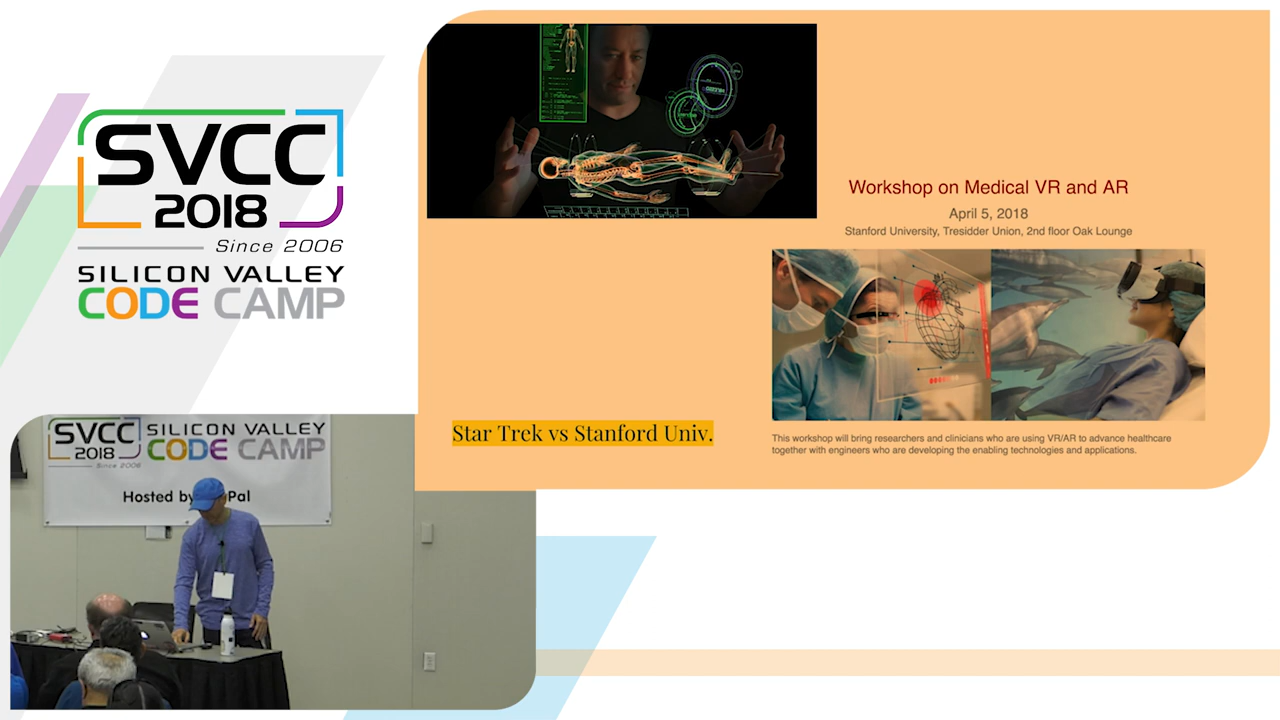 SVCC
2018
Since 2006
SILICON VALLEY
CODE CAMP
Workshop on Medical VR and AR
April 5, 2018
Stanford University, Tresidder Union, 2nd floor Oak Lounge
Star Trek vs Stanford Univ.
This workshop will bring researchers and clinicians who are using VR/AR to advance healthcare
together with engineers who are developing the enabling technologies and applications.
SVCC
2018
Since 2006
SILICON VALLEY
CODE CAMP
Hosted by Pal